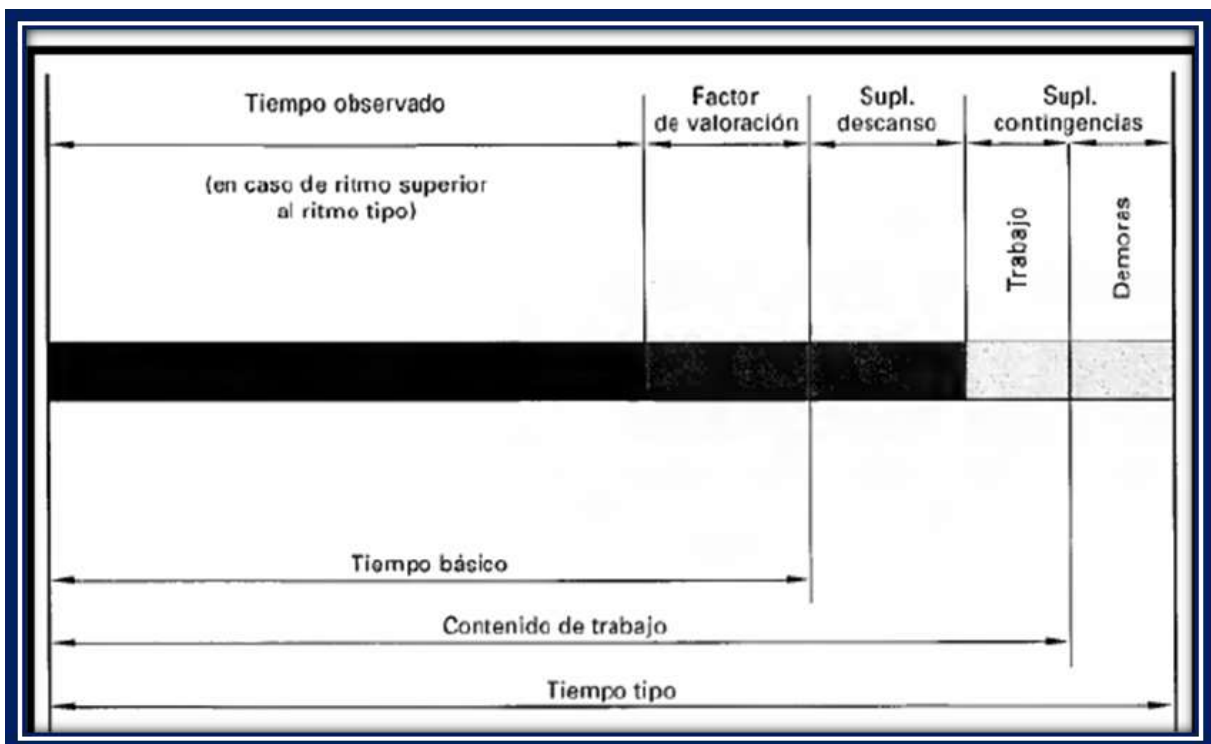 Tiempo observado
Factor
de valoración
Supl.
descanso
Supl.
contingencias
(en caso de ritmo superior
al ritmo tipo)
Trabajo
Demoras
Tiempo básico
Contenido de trabajo
Tiempo tipo